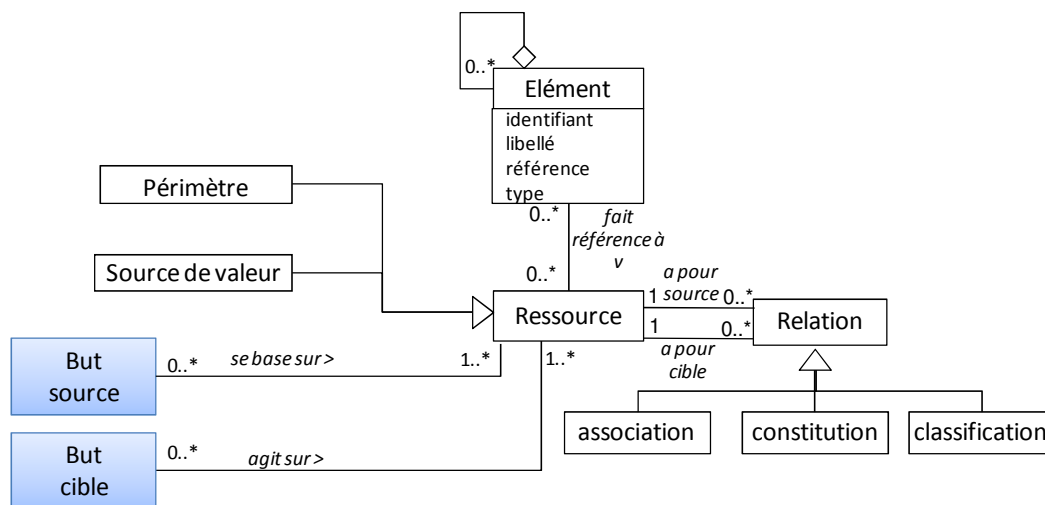 0..*
Elément
identifiant
libellé
référence
type
Périmètre
0..*
fait
référence à
v
Source de valeur
0..*
Ressource
1
a pour
source
0..*
Relation
1
0..*
a pour
cible
But
source
0..*
se base sur >
1..*
1..*
association
constitution
classification
But
cible
0..*
agit sur >